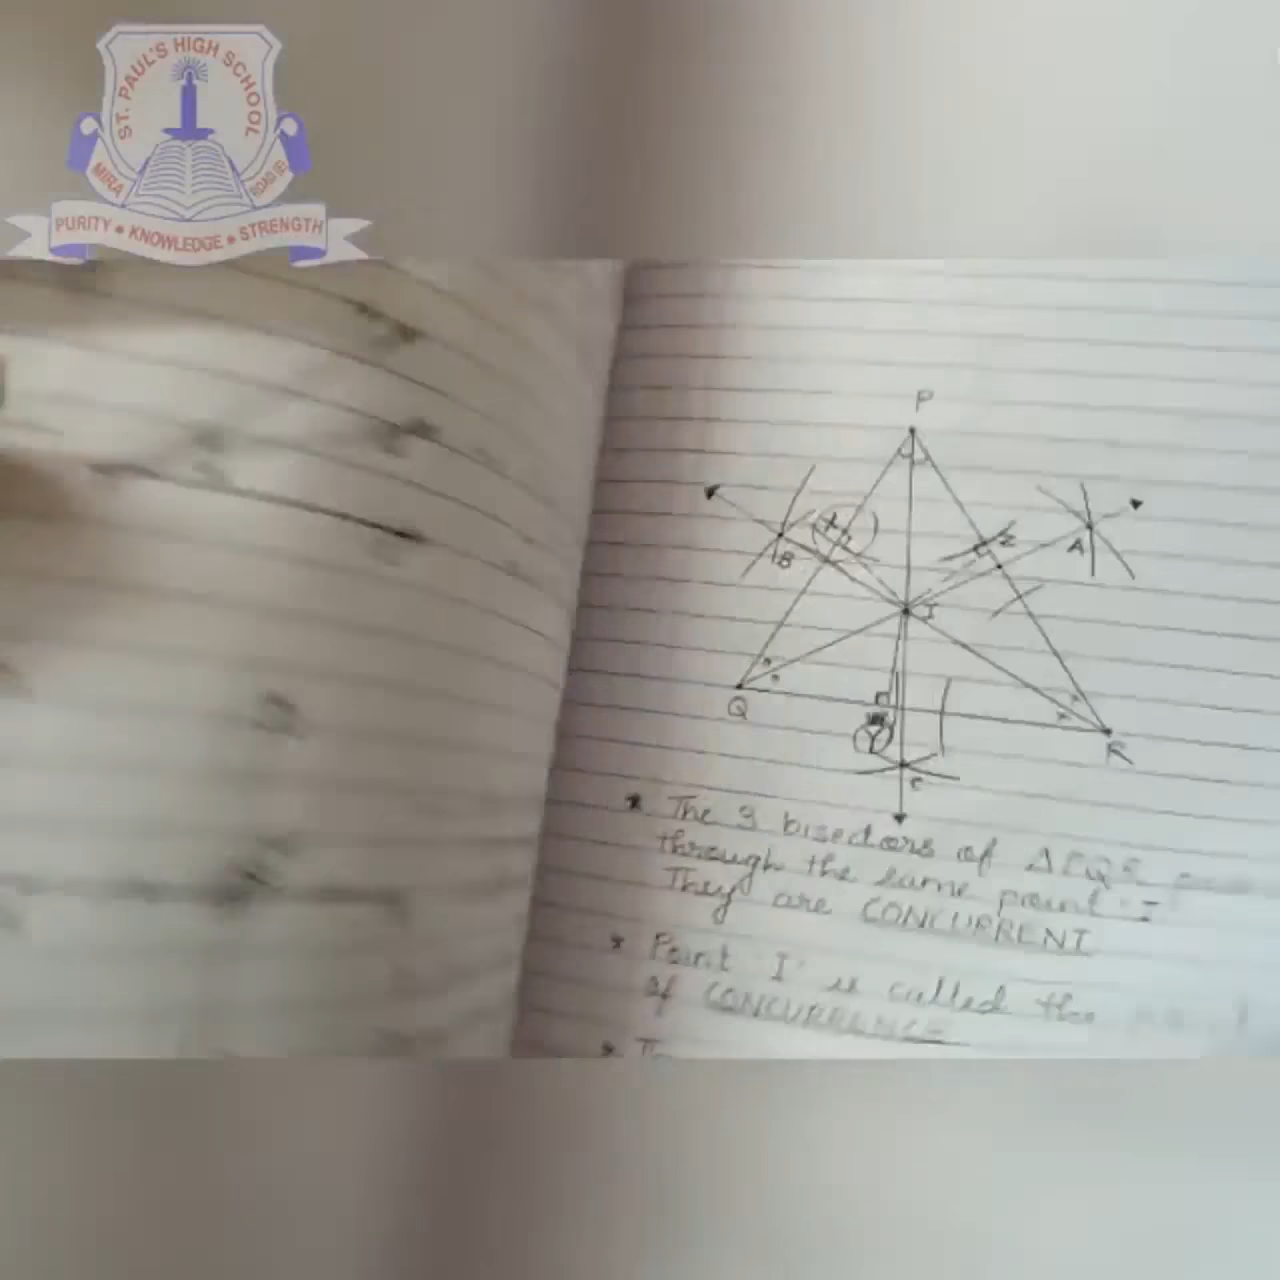 ST. PAUL'S HIGH SCHOOL
MIRA ROAD (E)
PURITY • KNOWLEDGE • STRENGTH
P
B
X
Z
A
I
Q
R
Y
C
* The 3 bisectors of △PQR
through the same point I
They are CONCURRENT
* Point I is called the
of CONCURRENCE
*